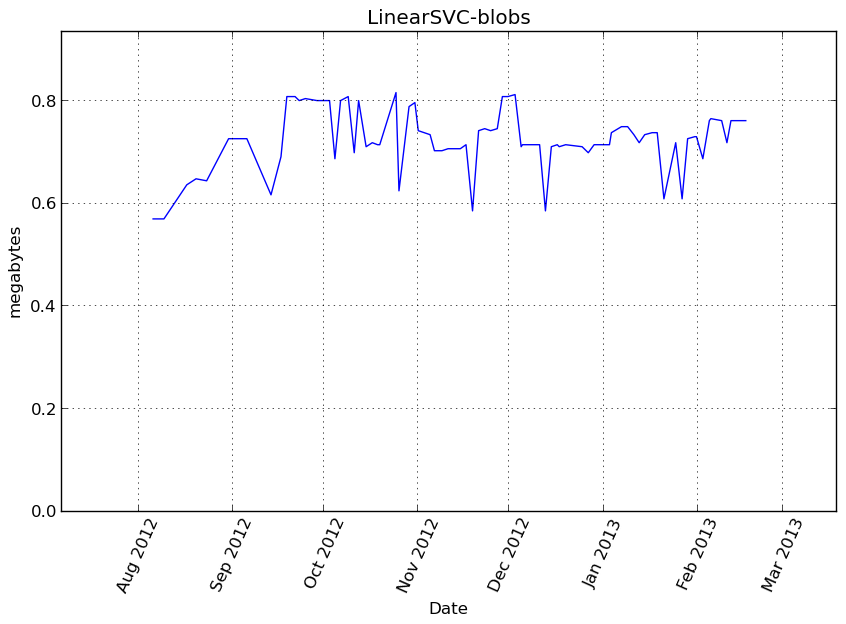 LinearSVC-blobs
megabytes
0.8
0.6
0.4
0.2
0.0
Aug 2012
Sep 2012
Oct 2012
Nov 2012
Dec 2012
Jan 2013
Feb 2013
Mar 2013
Date